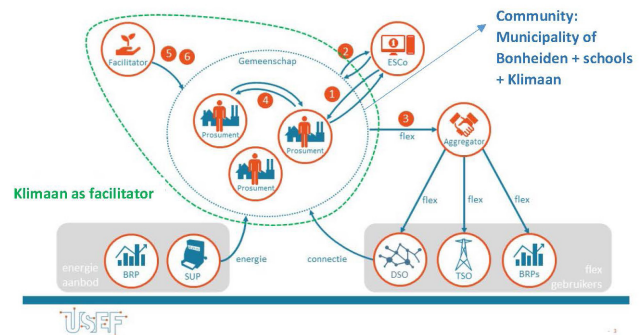 Community:
Municipality of
Bonheiden + schools
+ Klimaan
5
6
Facilitator
Gemeenschap
2
ESCo
1
4
Prosument
Prosument
Prosument
3
flex
Aggregator
Klimaan as facilitator
flex
flex
flex
energie
aanbod
BRP
SUP
energie
connectie
DSO
TSO
BRPs
flex
gebruikers
USEF
- 3